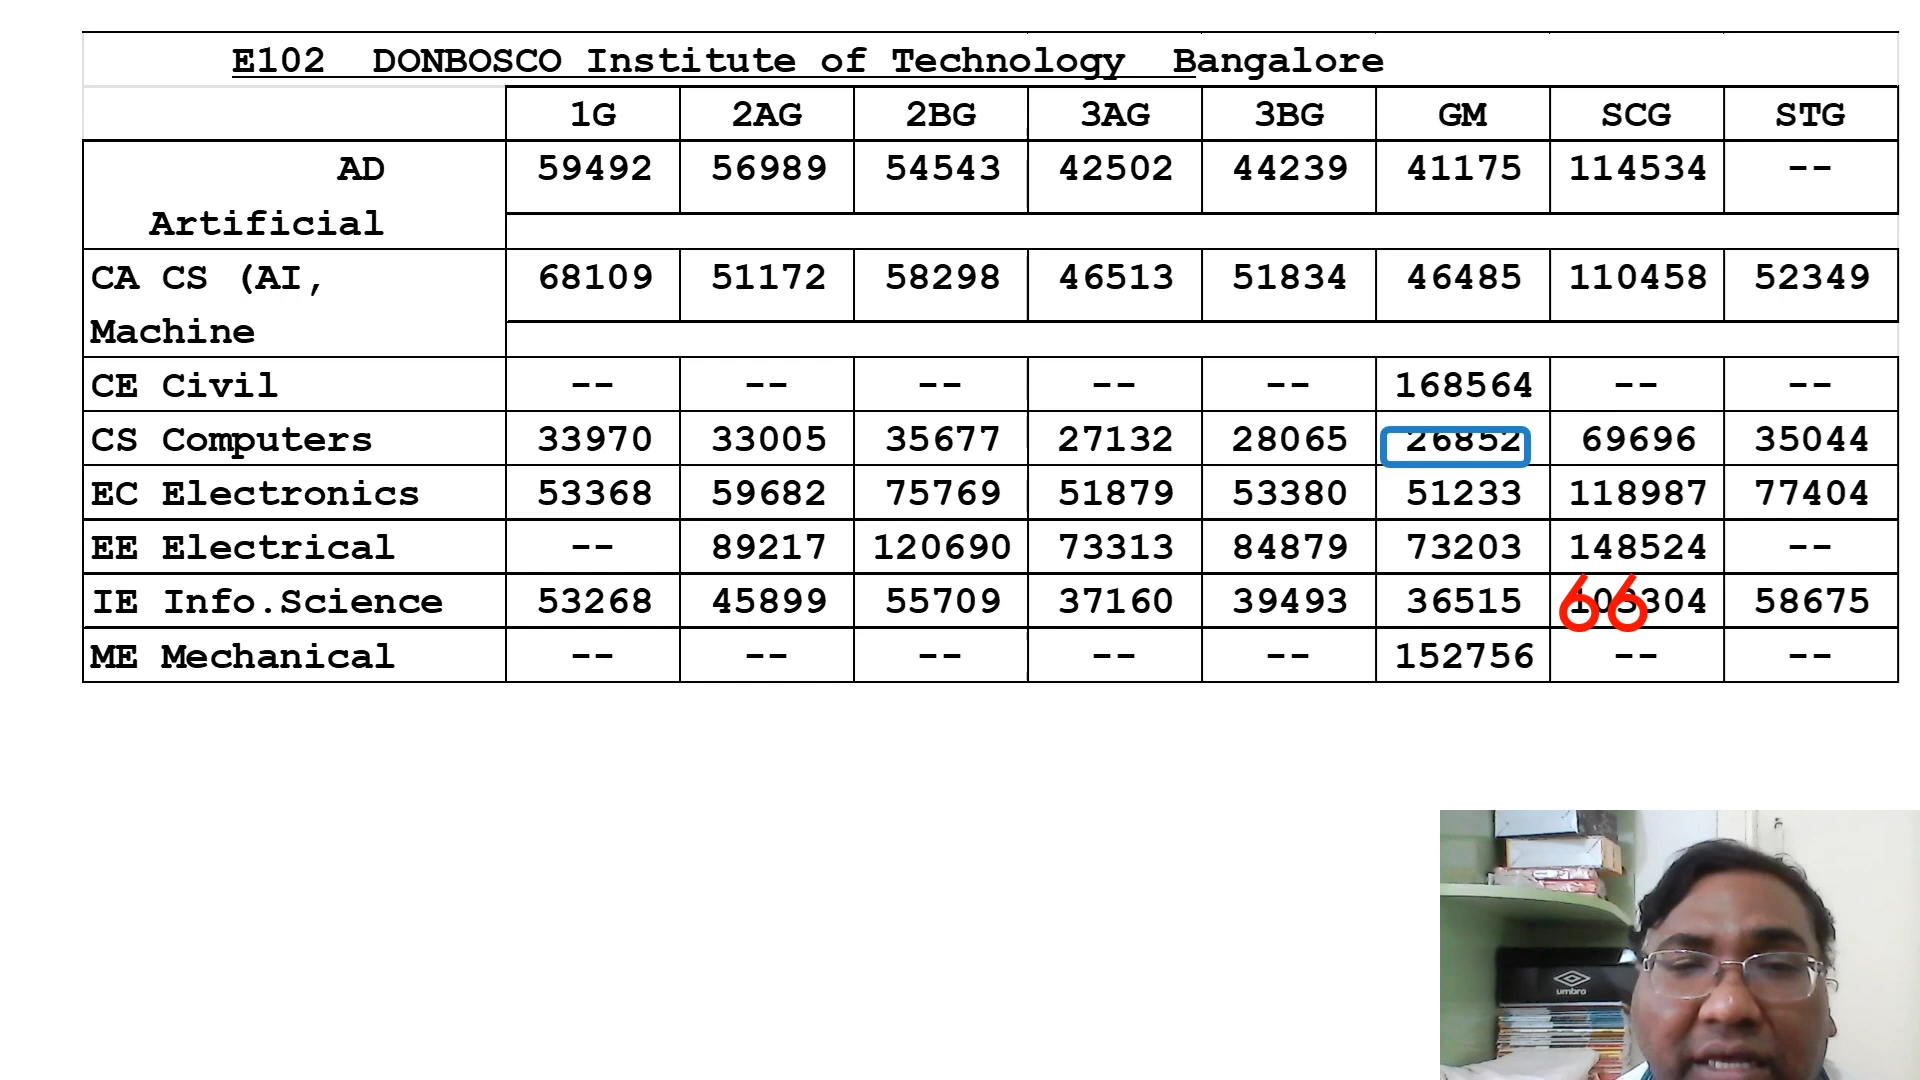 E102 DONBOSCO Institute of Technology Bangalore
1G 2AG 2BG 3AG 3BG GM SCG STG
AD Artificial 59492 56989 54543 42502 44239 41175 114534 --
CA CS (AI, Machine 68109 51172 58298 46513 51834 46485 110458 52349
CE Civil -- -- -- -- -- 168564 -- --
CS Computers 33970 33005 35677 27132 28065 26852 69696 35044
EC Electronics 53368 59682 75769 51879 53380 51233 118987 77404
EE Electrical -- 89217 120690 73313 84879 73203 148524 --
IE Info.Science 53268 45899 55709 37160 39493 36515 103304 58675
66
ME Mechanical -- -- -- -- -- 152756 -- --
umbro